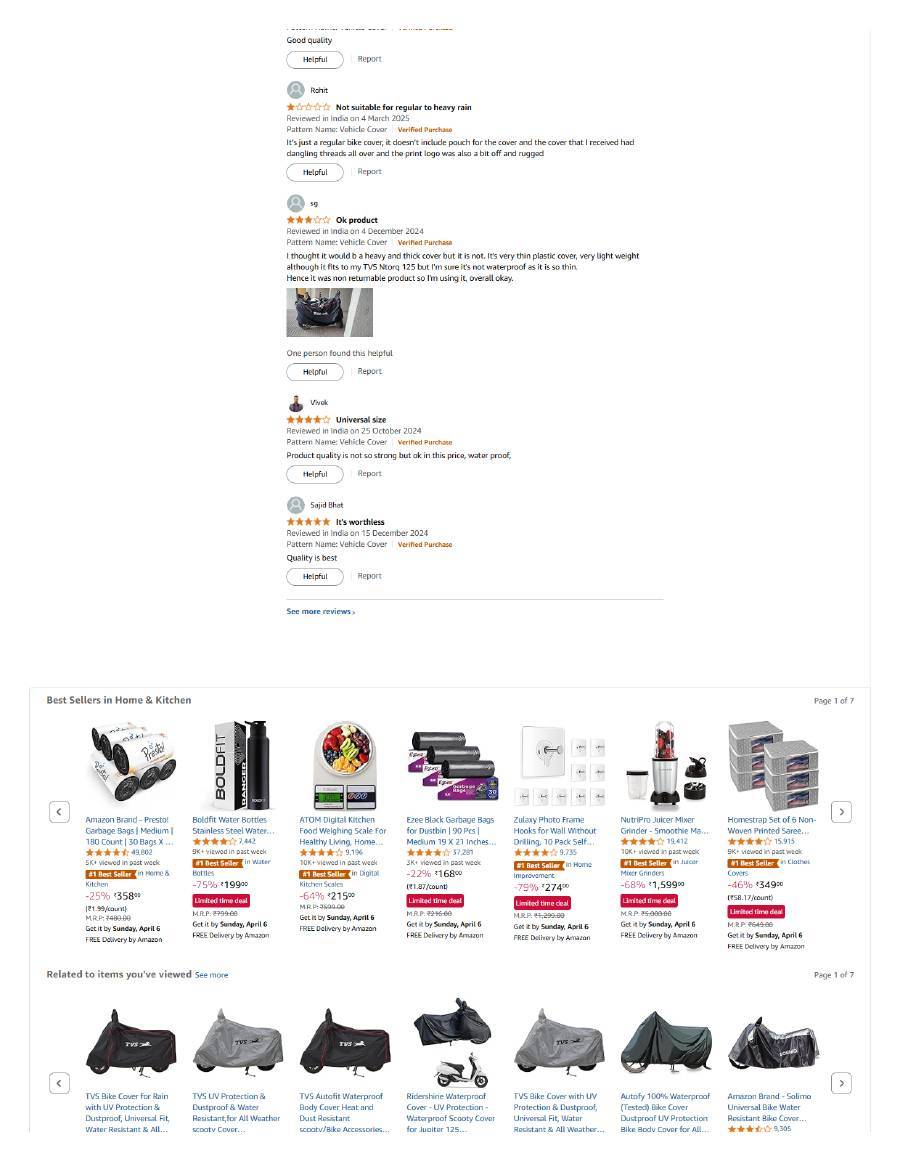 Good quality
Helpful
Report
Rohit
Not suitable for regular to heavy rain
Reviewed in India on 4 March 2025
Pattern Name: Vehicle Cover | Verified Purchase
It's just a regular bike cover, it doesn't include pouch for the cover and the cover that I received had
dangling threads all over and the print logo was also a bit off and rugged
Helpful
Report
sg
Ok product
Reviewed in India on 4 December 2024
Pattern Name: Vehicle Cover | Verified Purchase
I thought it would b a heavy and thick cover but it is not. It's very thin plastic cover, very light weight
although it fits to my TVS Ntorq 125 but I'm sure it's not waterproof as it is so thin.
Hence it was non returnable product so I'm using it, overall okay.
One person found this helpful
Helpful
Report
Vivek
Universal size
Reviewed in India on 25 October 2024
Pattern Name: Vehicle Cover | Verified Purchase
Product quality is not so strong but ok in this price, water proof,
Helpful
Report
Sajid Bhat
It's worthless
Reviewed in India on 15 December 2024
Pattern Name: Vehicle Cover | Verified Purchase
Quality is best
Helpful
Report
See more reviews ›
Best Sellers in Home & Kitchen
Page 1 of 7
Amazon Brand - Presto!
Garbage Bags | Medium |
180 Count | 30 Bags X ...
49,802
5K+ viewed in past week
#1 Best Seller in Home &
Kitchen
-25% ₹358⁰⁰
(₹1.99/count)
M.R.P: ₹480.00
Get it by Sunday, April 6
FREE Delivery by Amazon
BOLDFIT
Boldfit Water Bottles
Stainless Steel Water...
7,442
9K+ viewed in past week
#1 Best Seller in Water
Bottles
-75% ₹199⁰⁰
Limited time deal
M.R.P: ₹799.00
Get it by Sunday, April 6
FREE Delivery by Amazon
ATOM Digital Kitchen
Food Weighing Scale For
Healthy Living, Home...
9,196
10K+ viewed in past week
#1 Best Seller in Digital
Kitchen Scales
-64% ₹215⁰⁰
M.R.P: ₹599.00
Get it by Sunday, April 6
FREE Delivery by Amazon
Ezee Black Garbage Bags
for Dustbin | 90 Pcs |
Medium 19 X 21 Inches...
37,281
3K+ viewed in past week
-22% ₹168⁰⁰
(₹1.87/count)
Limited time deal
M.R.P: ₹216.00
Get it by Sunday, April 6
FREE Delivery by Amazon
Zulaxy Photo Frame
Hooks for Wall Without
Drilling, 10 Pack Self...
9,735
4K+ viewed in past week
#1 Best Seller in Home
Improvement
-79% ₹274⁰⁰
Limited time deal
M.R.P: ₹1,299.00
Get it by Sunday, April 6
FREE Delivery by Amazon
NutriPro Juicer Mixer
Grinder - Smoothie Ma...
19,412
10K+ viewed in past week
#1 Best Seller in Juicer
Mixer Grinders
-68% ₹1,599⁰⁰
Limited time deal
M.R.P: ₹5,000.00
Get it by Sunday, April 6
FREE Delivery by Amazon
Homestrap Set of 6 Non-
Woven Printed Saree...
15,915
9K+ viewed in past week
#1 Best Seller in Clothes
Covers
-46% ₹349⁰⁰
(₹58.17/count)
Limited time deal
M.R.P: ₹649.00
Get it by Sunday, April 6
FREE Delivery by Amazon
Related to items you've viewed See more
Page 1 of 7
TVS
TVS Bike Cover for Rain
with UV Protection &
Dustproof, Universal Fit,
Water Resistant & All...
TVS
TVS UV Protection &
Dustproof & Water
Resistant,for All Weather
scooty Cover...
TVS
TVS Autofit Waterproof
Body Cover,Heat and
Dust Resistant
scooty/Bike Accessories...
Ridershine Waterproof
Cover - UV Protection -
Waterproof Scooty Cover
for Jupiter 125...
TVS
TVS Bike Cover with UV
Protection & Dustproof,
Universal Fit, Water
Resistant & All Weather...
Autofy 100% Waterproof
(Tested) Bike Cover
Dustproof UV Protection
Bike Body Cover for All...
Amazon Brand - Solimo
Universal Bike Water
Resistant Bike Cover...
9,305